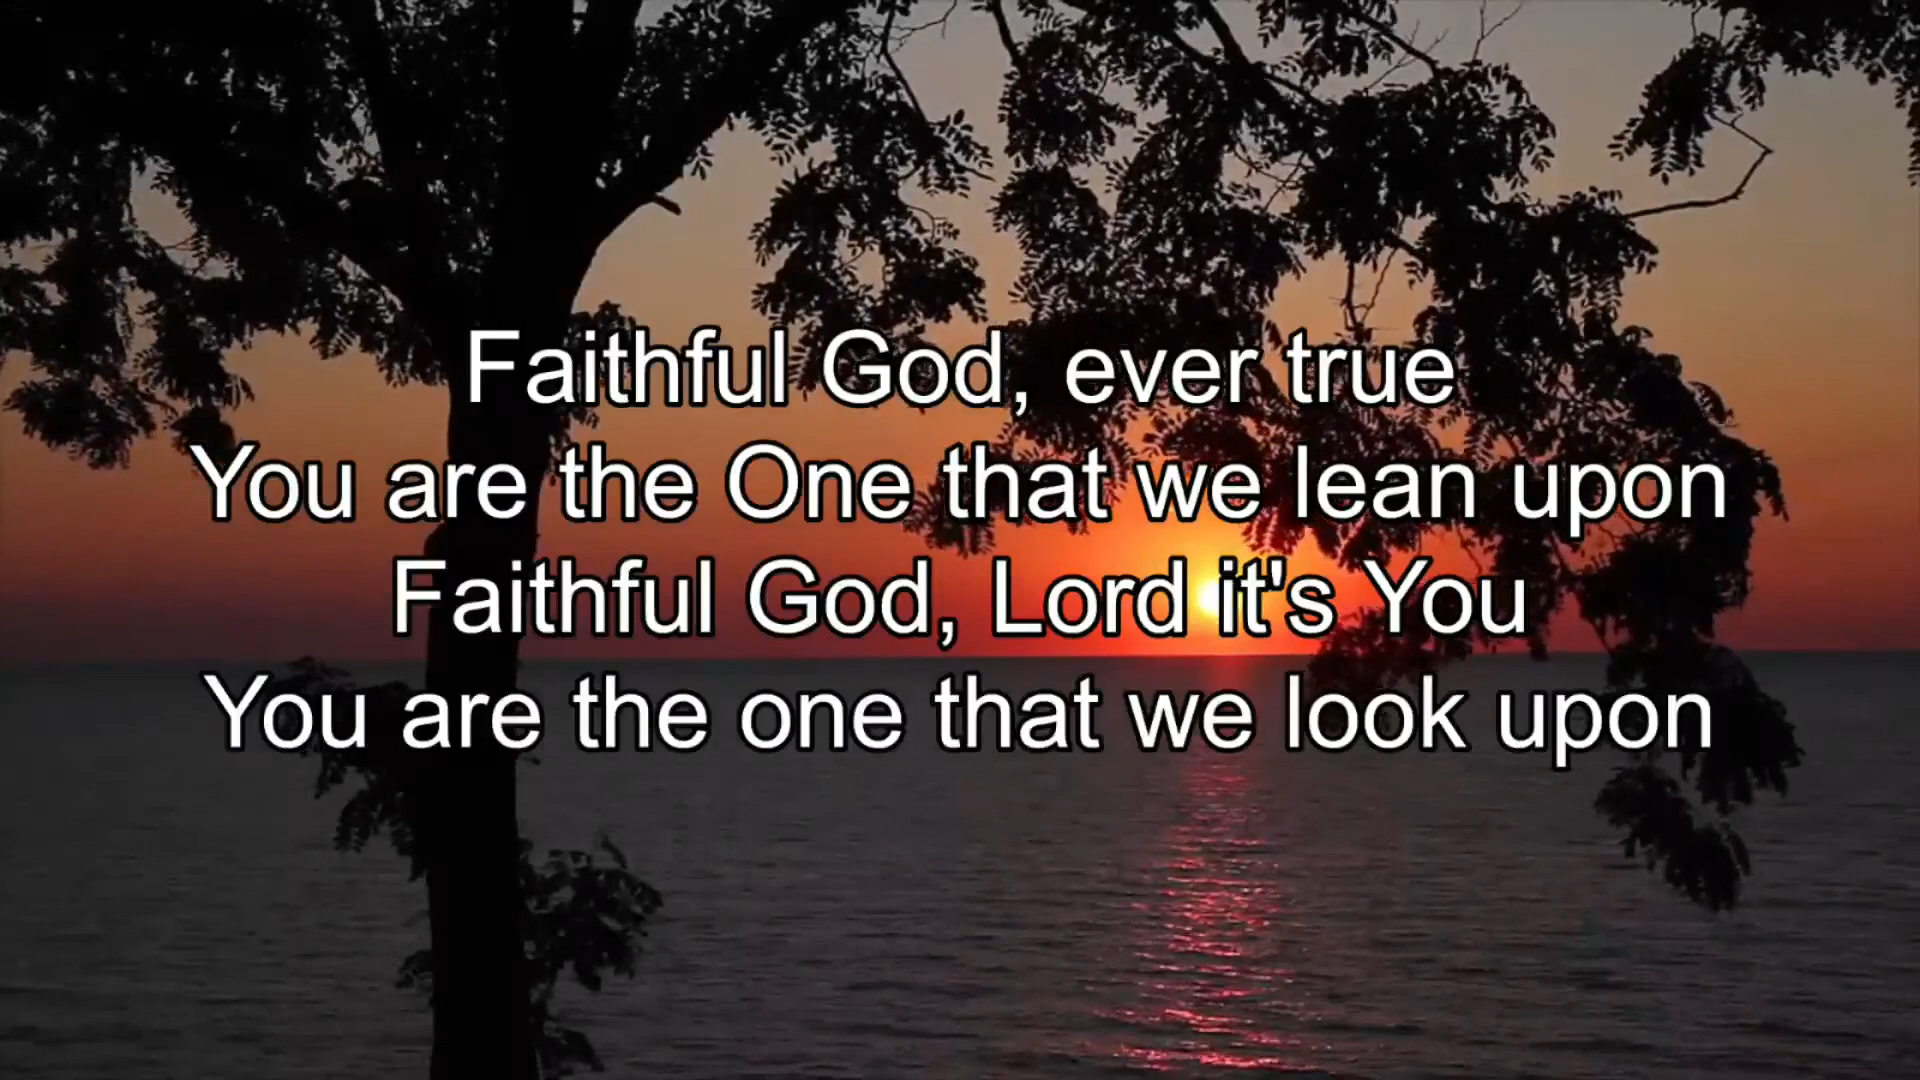 Faithful God, ever true
You are the One that we lean upon
Faithful God, Lord it's You
You are the one that we look upon